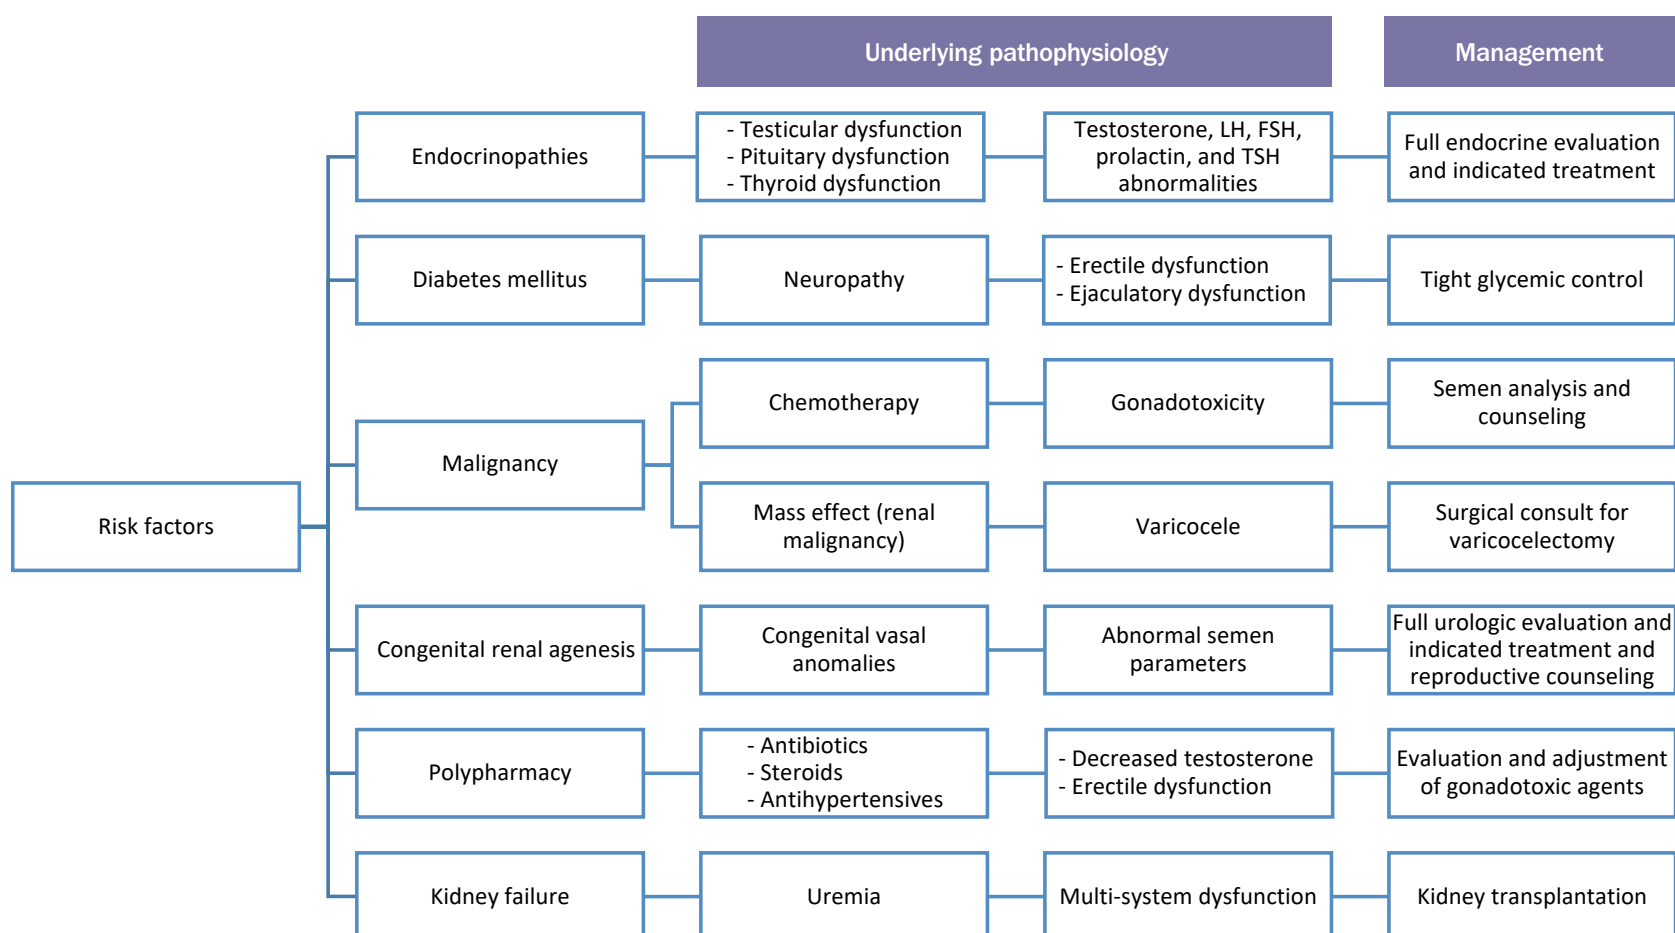 Underlying pathophysiology
Management
Risk factors
Endocrinopathies
- Testicular dysfunction
- Pituitary dysfunction
- Thyroid dysfunction
Testosterone, LH, FSH,
prolactin, and TSH
abnormalities
Full endocrine evaluation
and indicated treatment
Diabetes mellitus
Neuropathy
- Erectile dysfunction
- Ejaculatory dysfunction
Tight glycemic control
Malignancy
Chemotherapy
Gonadotoxicity
Semen analysis and
counseling
Mass effect (renal
malignancy)
Varicocele
Surgical consult for
varicocelectomy
Congenital renal agenesis
Congenital vasal
anomalies
Abnormal semen
parameters
Full urologic evaluation and
indicated treatment and
reproductive counseling
Polypharmacy
- Antibiotics
- Steroids
- Antihypertensives
- Decreased testosterone
- Erectile dysfunction
Evaluation and adjustment
of gonadotoxic agents
Kidney failure
Uremia
Multi-system dysfunction
Kidney transplantation